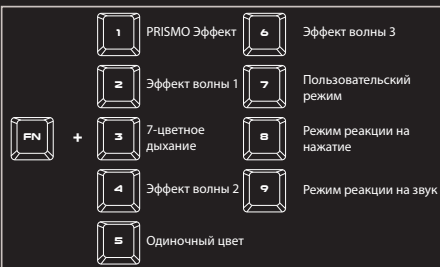 1 PRISMO Эффект
2 Эффект волны 1
FN + 3 7-цветное
дыхание
4 Эффект волны 2
5 Одиночный цвет
6 Эффект волны 3
7 Пользовательский
режим
8 Режим реакции на
нажатие
9 Режим реакции на звук